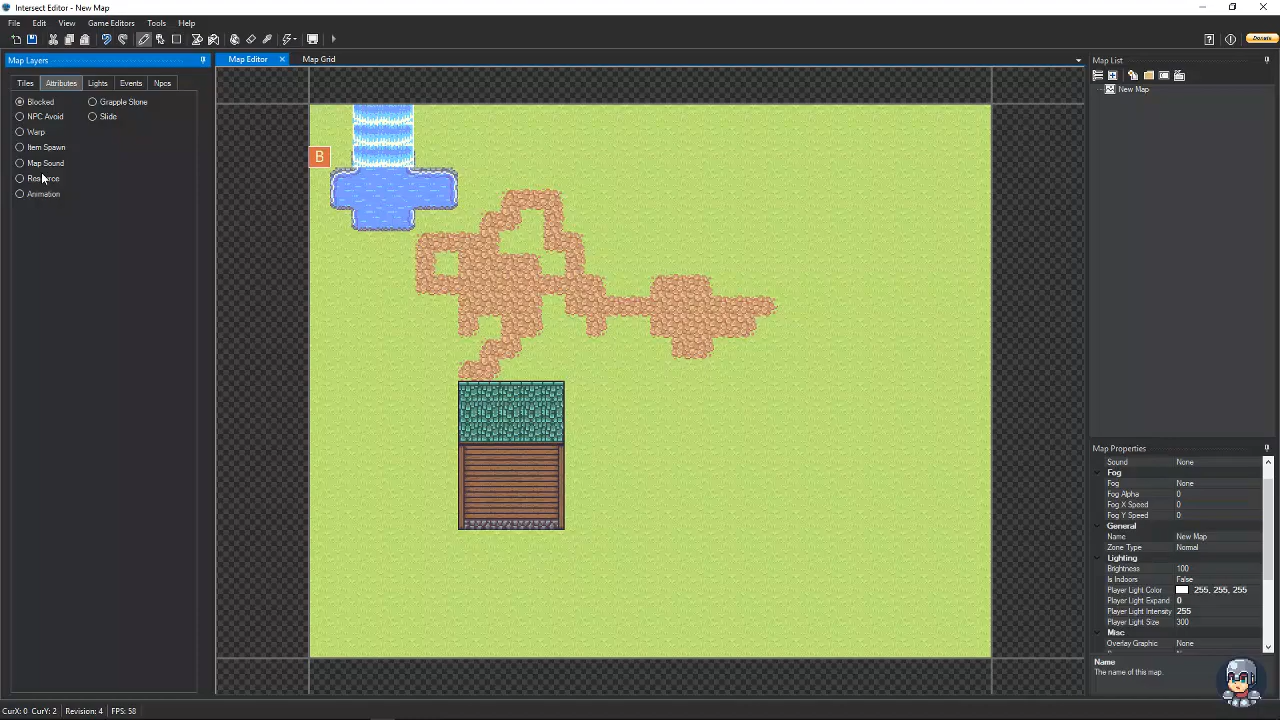 Intersect Editor - New Map
File Edit View Game Editors Tools Help
Donate
Map Layers
Map Editor
Map Grid
Map List
Tiles Attributes Lights Events Npcs
New Map
Blocked
Grapple Stone
NPC Avoid
Slide
Warp
Item Spawn
Map Sound
Animation
B
Map Properties
Sound None
Fog
Fog None
Fog Alpha 0
Fog X Speed 0
Fog Y Speed 0
General
Name New Map
Zone Type Normal
Lighting
Brightness 100
Is Indoors False
Player Light Color 255, 255, 255
Player Light Expand 0
Player Light Intensity 255
Player Light Size 300
Misc
Overlay Graphic None
Name
The name of this map.
CurX: 0 CurY: 2 Revision: 4 FPS: 58